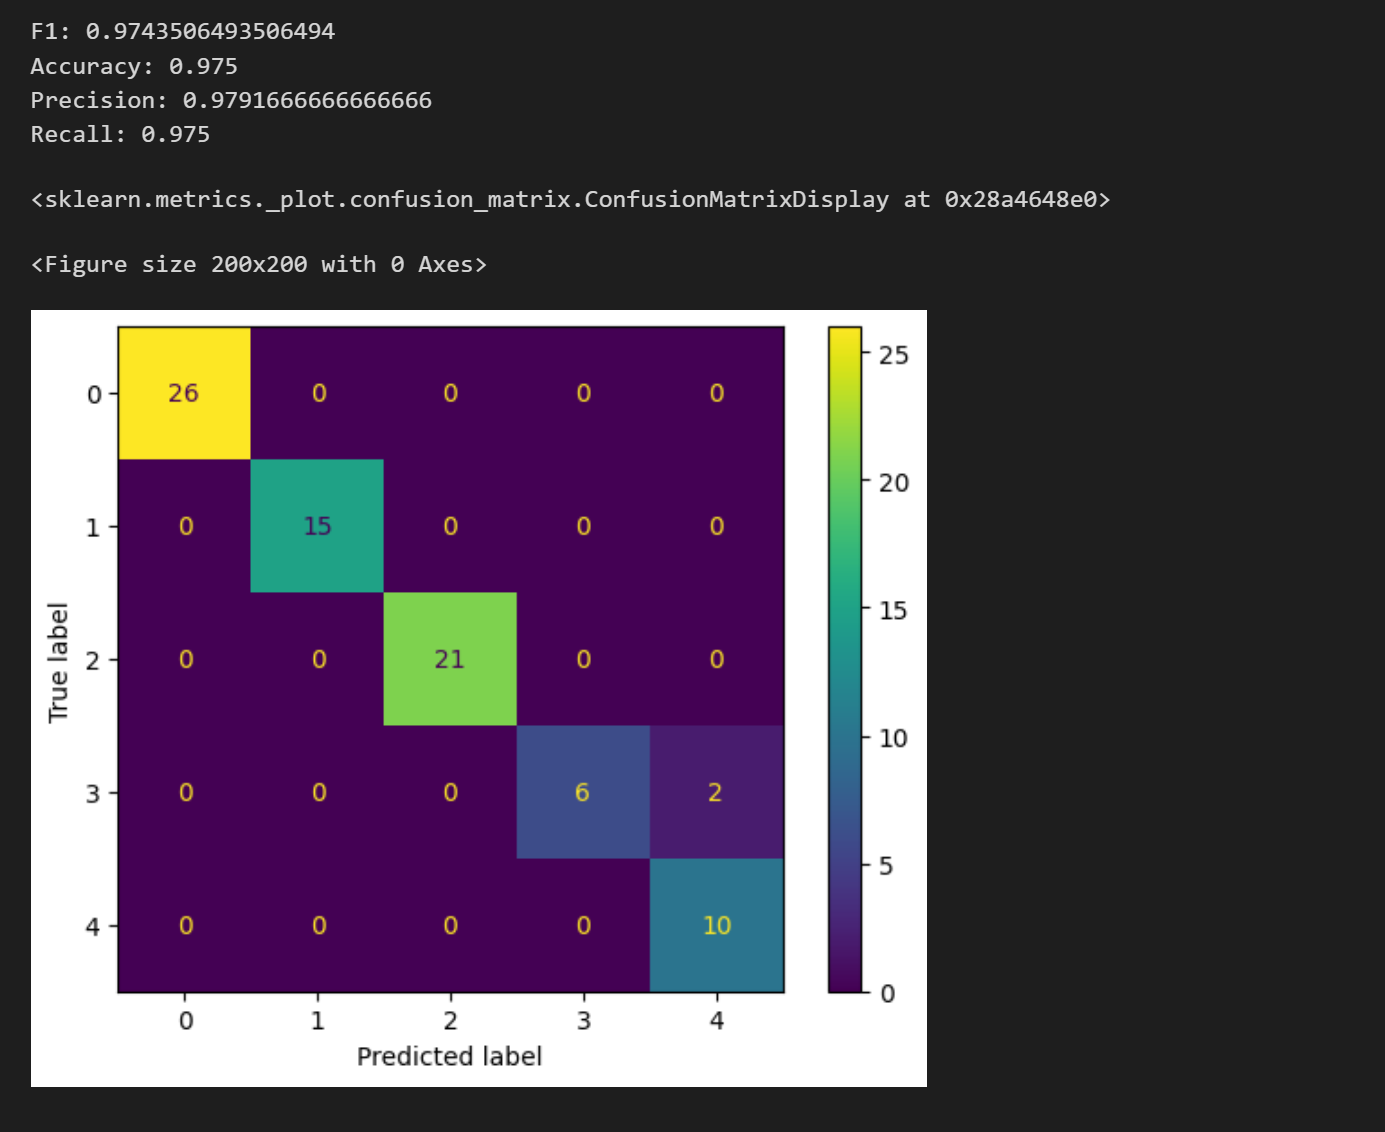 F1: 0.9743506493506494
Accuracy: 0.975
Precision: 0.9791666666666666
Recall: 0.975
<sklearn.metrics._plot.confusion_matrix.ConfusionMatrixDisplay at 0x28a4648e0>
<Figure size 200x200 with 0 Axes>
0 26 0 0 0 0
1 0 15 0 0 0
2 0 0 21 0 0
3 0 0 0 6 2
4 0 0 0 0 10
0 1 2 3 4
Predicted label
True label
25
20
15
10
5
0